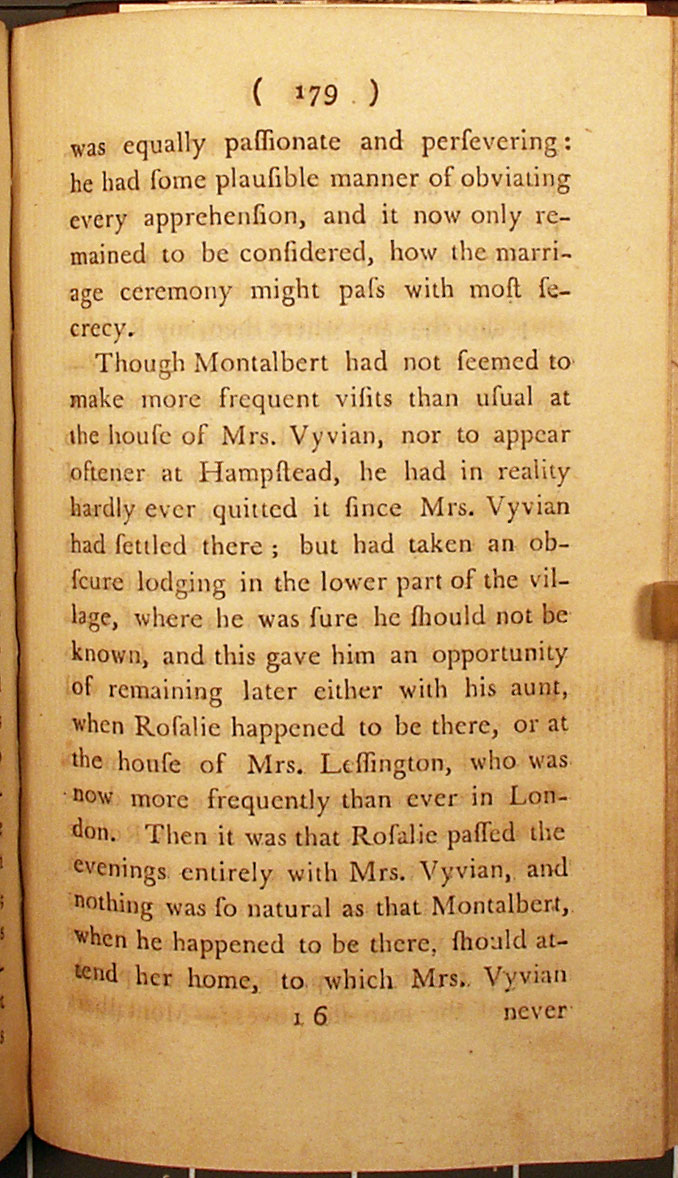 ( 179 )
was equally paſſionate and perſevering:
he had ſome plauſible manner of obviating
every apprehenſion, and it now only re-
mained to be conſidered, how the marri-
age ceremony might paſs with moſt ſe-
crecy.
Though Montalbert had not ſeemed to
make more frequent viſits than uſual at
the houſe of Mrs. Vyvian, nor to appear
oftener at Hampſtead, he had in reality
hardly ever quitted it ſince Mrs. Vyvian
had ſettled there; but had taken an ob-
ſcure lodging in the lower part of the vil-
lage, where he was ſure he ſhould not be
known, and this gave him an opportunity
of remaining later either with his aunt,
when Roſalie happened to be there, or at
the houſe of Mrs. Leſſington, who was
now more frequently than ever in Lon-
don. Then it was that Roſalie paſſed the
evenings entirely with Mrs. Vyvian, and
nothing was ſo natural as that Montalbert,
when he happened to be there, ſhould at-
tend her home, to which Mrs. Vyvian
I 6 never